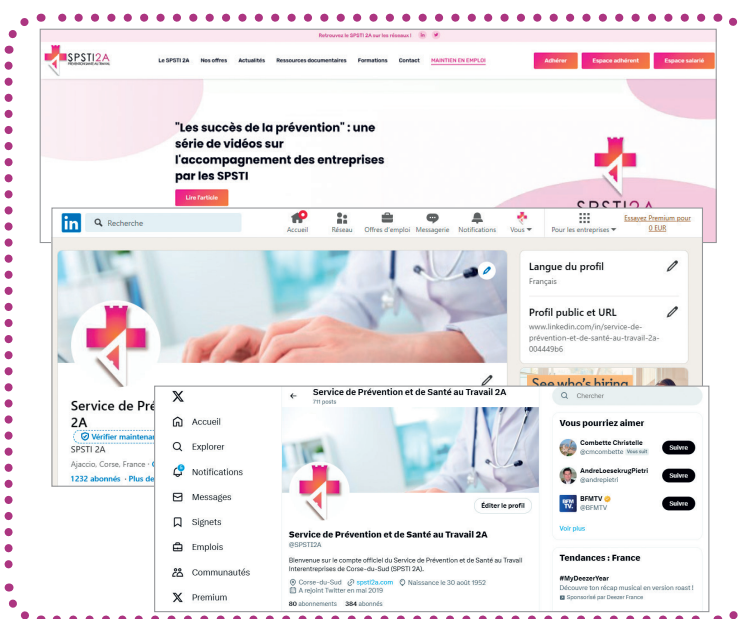 Retrouvez le SPSTI 2A sur les réseaux !
SPSTI2A
PRÉVENTION SANTÉ AU TRAVAIL
Le SPSTI 2A Nos offres Actualités Ressources documentaires Formations Contact MAINTIEN EN EMPLOI
Adhérer Espace adhérent Espace salarié
"Les succès de la prévention" : une
série de vidéos sur
l'accompagnement des entreprises
par les SPSTI
Lire l'article
SPSTI2A
in
Recherche
Accueil Réseau Offres d'emploi Messagerie Notifications Vous Pour les entreprises
Essayez Premium pour
0 EUR
Langue du profil
Français
Profil public et URL
www.linkedin.com/in/service-de-
prévention-et-de-santé-au-travail-2a-
004449b6
See who's hiring
Service de Pré
2A
Vérifier maintenan
SPSTI 2A
Ajaccio, Corse, France ·
1232 abonnés · Plus de
X
Accueil
Explorer
Notifications
Messages
Signets
Emplois
Communautés
Premium
Service de Prévention et de Santé au Travail 2A
711 posts
Éditer le profil
Service de Prévention et de Santé au Travail 2A
@SPSTI2A
Bienvenue sur le compte officiel du Service de Prévention et de Santé au Travail
Interentreprises de Corse-du-Sud (SPSTI 2A).
Corse-du-Sud spsti2a.com Naissance le 30 août 1952
A rejoint Twitter en mai 2019
80 abonnements 384 abonnés
Chercher
Vous pourriez aimer
Combette Christelle
@cmcombette Vous suit
Suivre
AndreLoesekrugPietri
@andrepietri
Suivre
BFM
TV.
BFMTV
@BFMTV
Suivre
Voir plus
Tendances : France
#MyDeezerYear
Découvre ton récap musical en version roast !
Sponsorisé par Deezer France